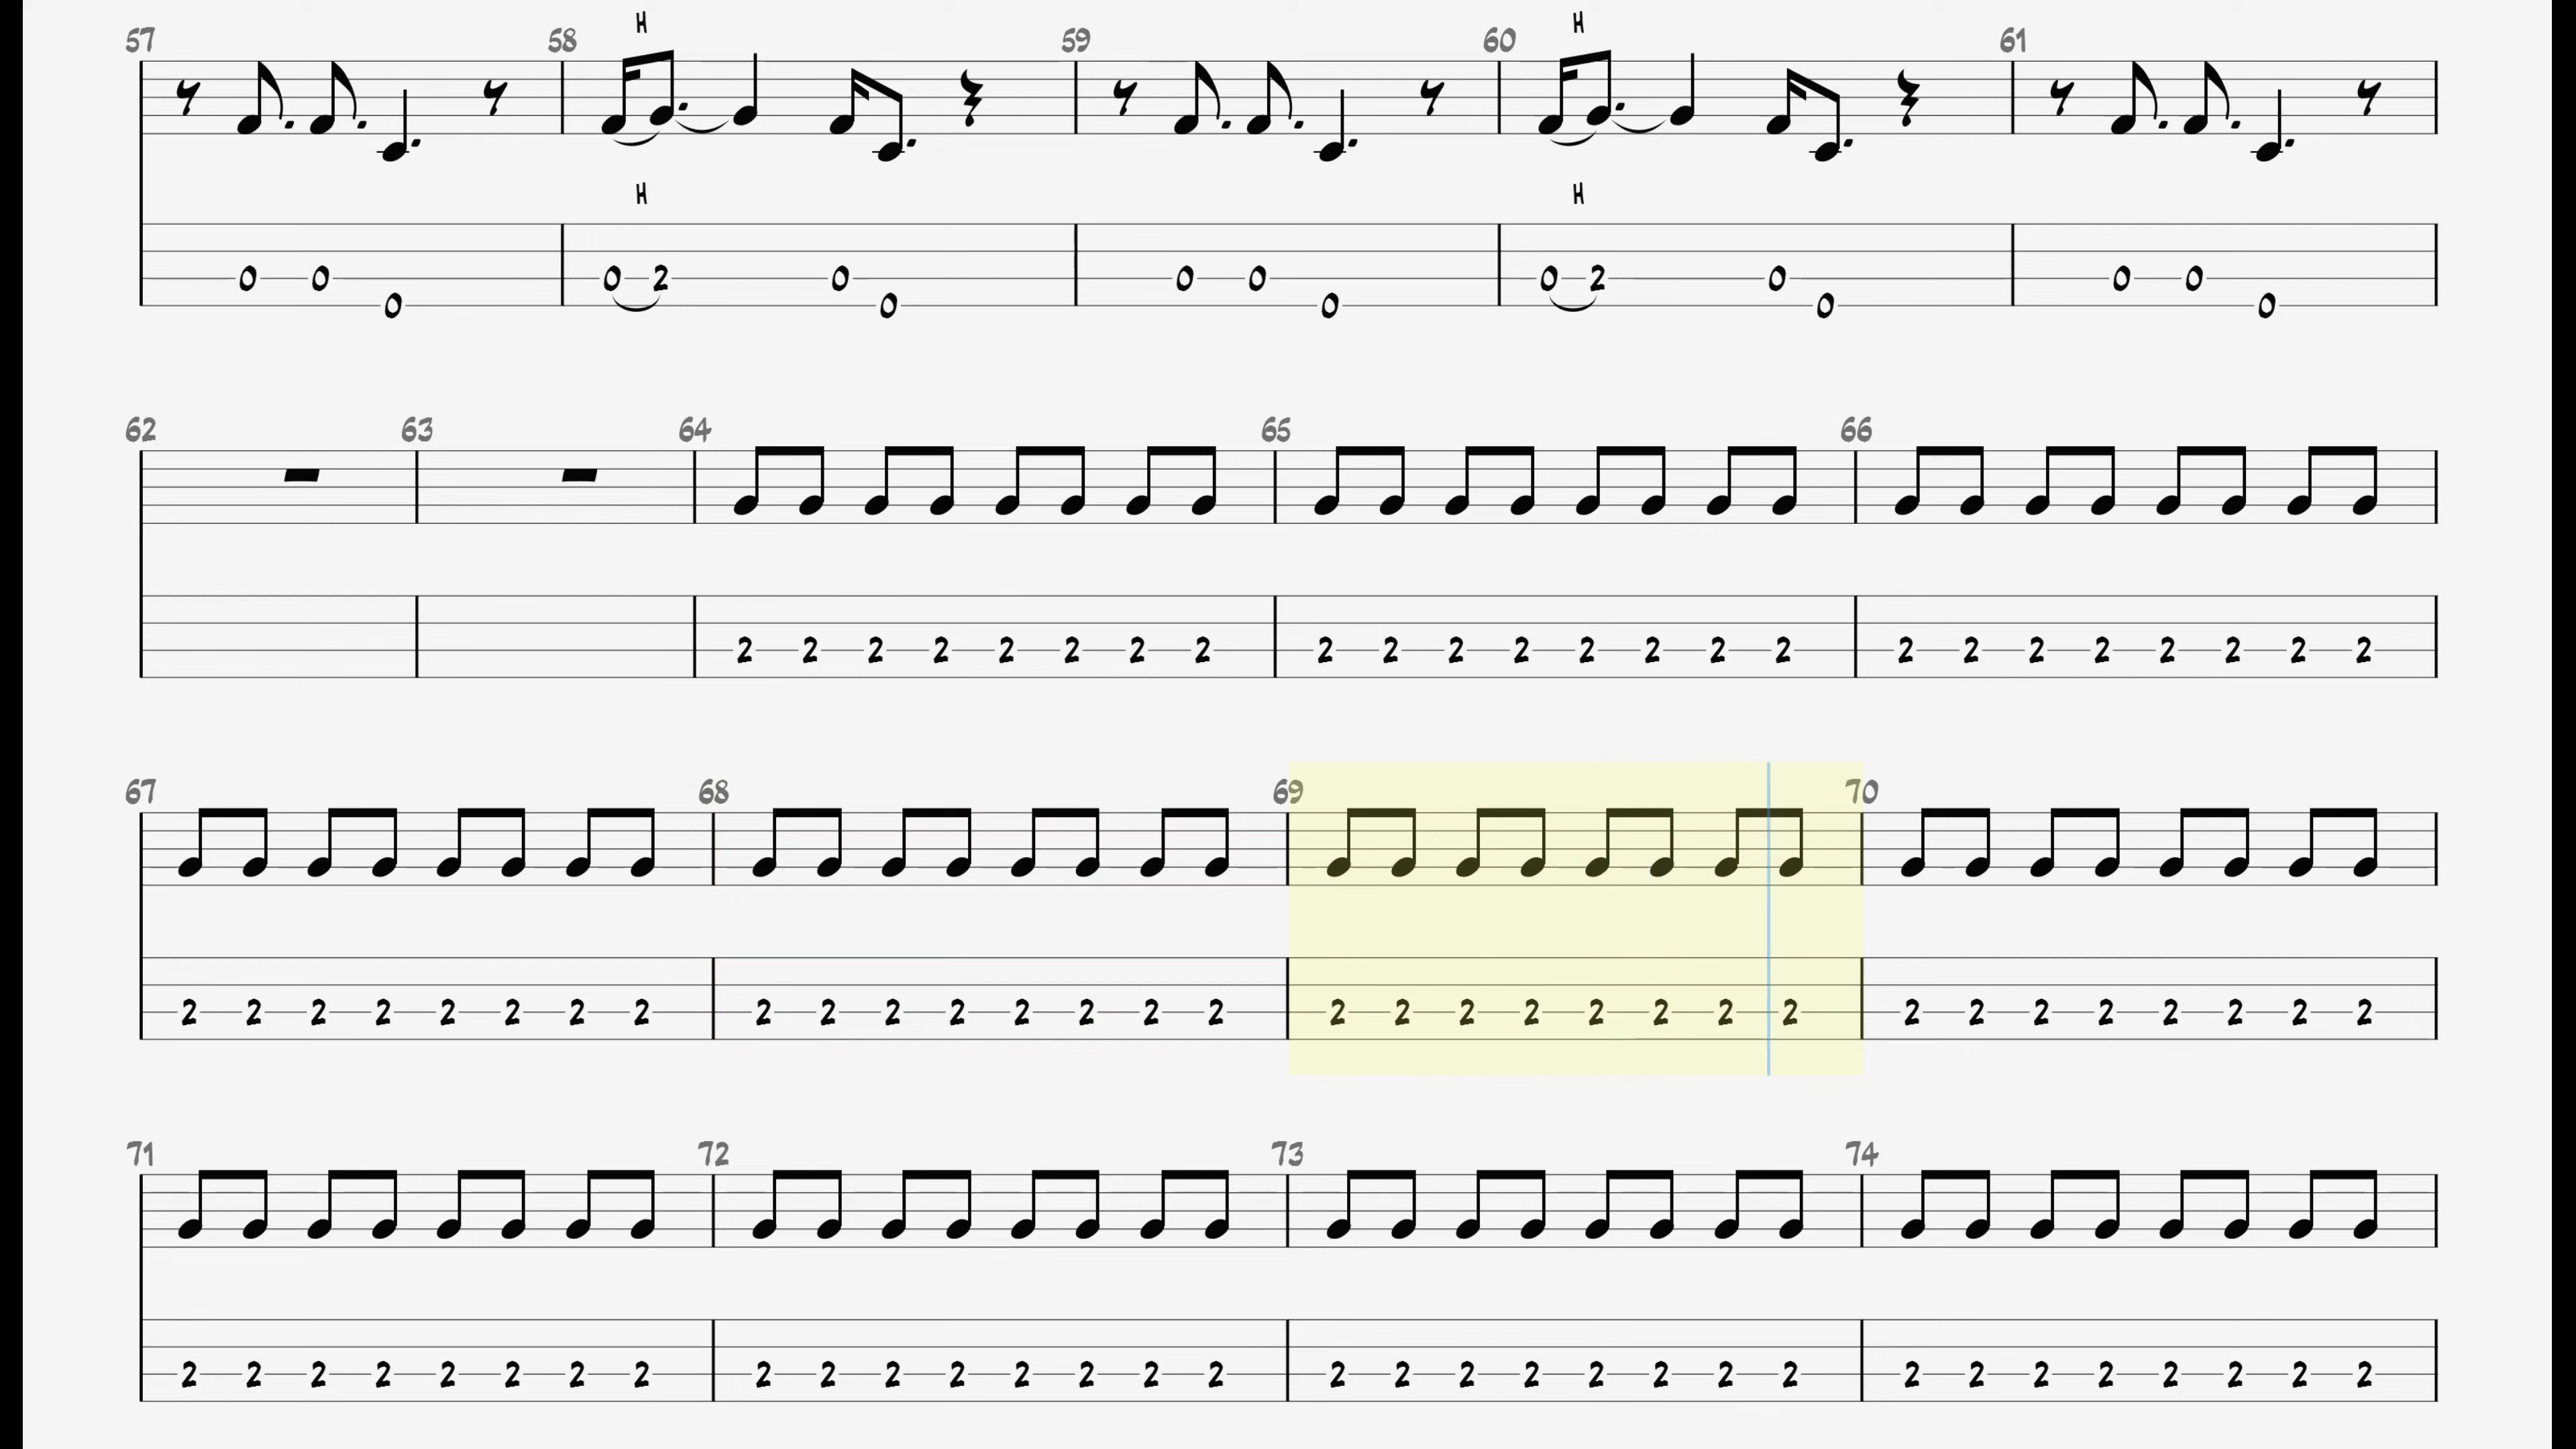 H H
57 58 59 60 61
H H
0 0 0 0 2 0 0 0 0 0 0 2 0 0 0 0 0
62 63 64 65 66
2 2 2 2 2 2 2 2 2 2 2 2 2 2 2 2 2 2 2 2 2 2 2 2
67 68 69 70
2 2 2 2 2 2 2 2 2 2 2 2 2 2 2 2 2 2 2 2 2 2 2 2 2 2 2 2 2 2 2 2
71 72 73 74
2 2 2 2 2 2 2 2 2 2 2 2 2 2 2 2 2 2 2 2 2 2 2 2 2 2 2 2 2 2 2 2